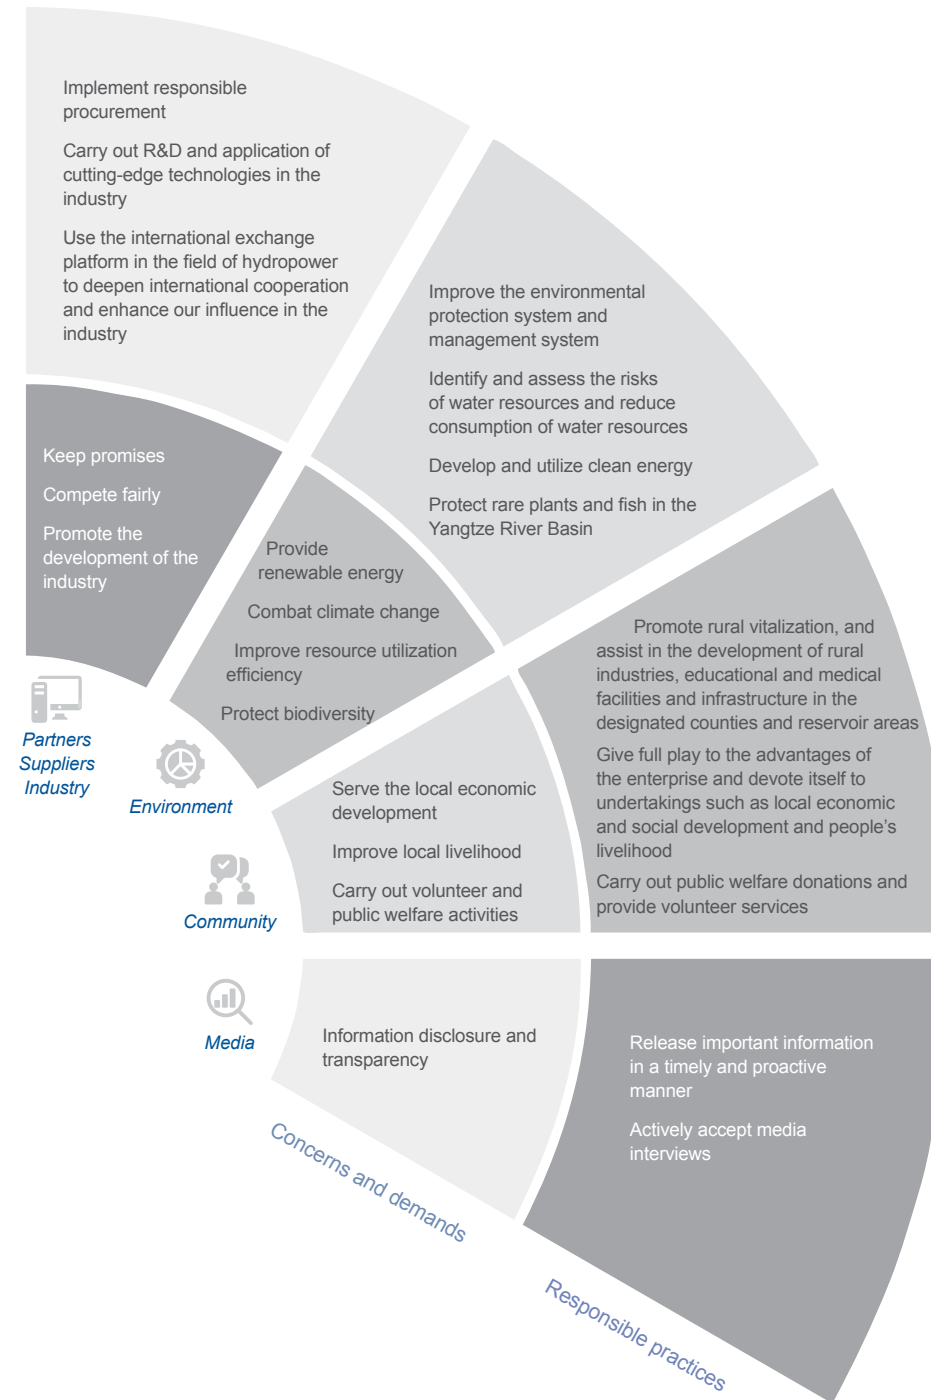 Implement responsible
procurement
Carry out R&D and application of
cutting-edge technologies in the
industry
Use the international exchange
platform in the field of hydropower
to deepen international cooperation
and enhance our influence in the
industry
Keep promises
Compete fairly
Promote the
development of the
industry
Partners
Suppliers
Industry
Improve the environmental
protection system and
management system
Identify and assess the risks
of water resources and reduce
consumption of water resources
Develop and utilize clean energy
Protect rare plants and fish in the
Yangtze River Basin
Provide
renewable energy
Combat climate change
Improve resource utilization
efficiency
Protect biodiversity
Environment
Promote rural vitalization, and
assist in the development of rural
industries, educational and medical
facilities and infrastructure in the
designated counties and reservoir areas
Give full play to the advantages of
the enterprise and devote itself to
undertakings such as local economic
and social development and people's
livelihood
Carry out public welfare donations and
provide volunteer services
Serve the local economic
development
Improve local livelihood
Carry out volunteer and
public welfare activities
Community
Media
Information disclosure and
transparency
Release important information
in a timely and proactive
manner
Actively accept media
interviews
Concerns and demands
Responsible practices